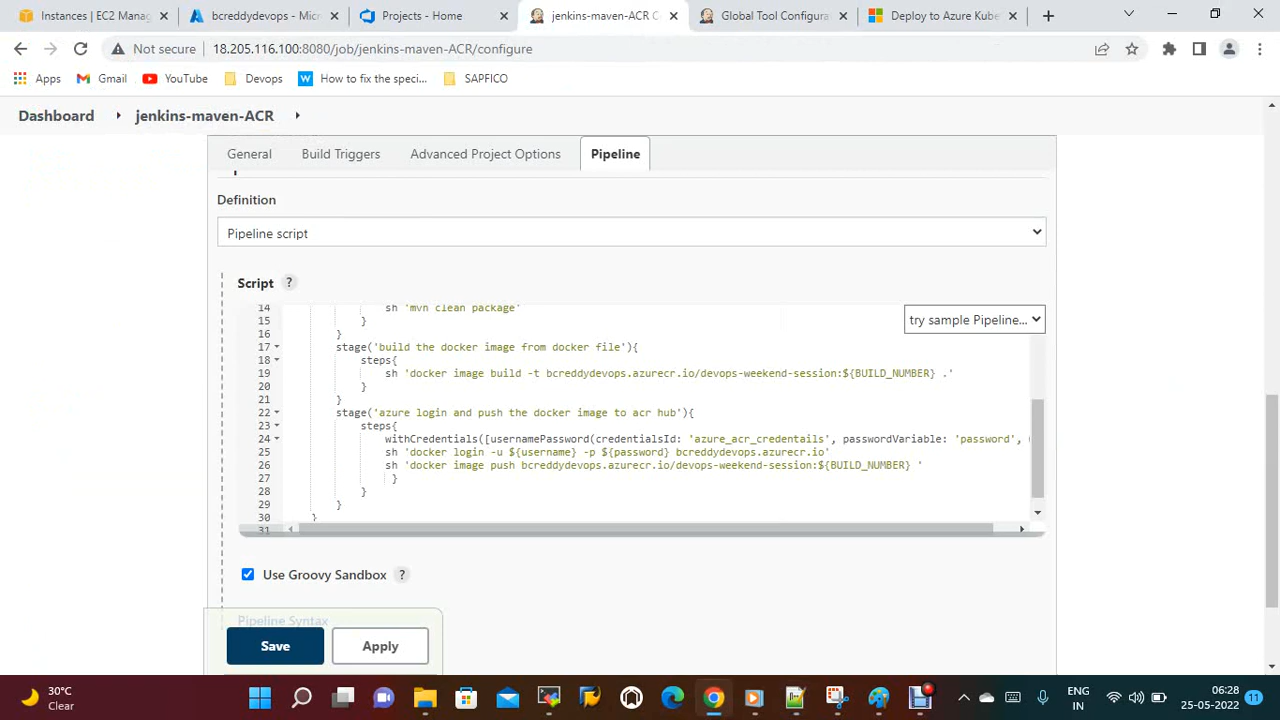 Instances | EC2 Manag
bcreddydevops - Mic
Projects - Home
jenkins-maven-ACR C
Global Tool Configura
Deploy to Azure Kube
Not secure
18.205.116.100:8080/job/jenkins-maven-ACR/configure
Apps
Gmail
YouTube
Devops
How to fix the speci...
SAPFICO
Dashboard
jenkins-maven-ACR
General
Build Triggers
Advanced Project Options
Pipeline
Definition
Pipeline script
Script ?
try sample Pipeline...
14 sh 'mvn clean package'
15 }
16 }
17 stage('build the docker image from docker file'){
18 steps{
19 sh 'docker image build -t bcreddydevops.azurecr.io/devops-weekend-session:${BUILD_NUMBER} .'
20 }
21 }
22 stage('azure login and push the docker image to acr hub'){
23 steps{
24 withCredentials([usernamePassword(credentialsId: 'azure_acr_credentails', passwordVariable: 'password',
25 sh 'docker login -u ${username} -p ${password} bcreddydevops.azurecr.io'
26 sh 'docker image push bcreddydevops.azurecr.io/devops-weekend-session:${BUILD_NUMBER} '
27 }
28 }
29 }
30 }
31
Use Groovy Sandbox ?
Pipeline Syntax
Save
Apply
30°C
Clear
ENG
IN
06:28
25-05-2022
11